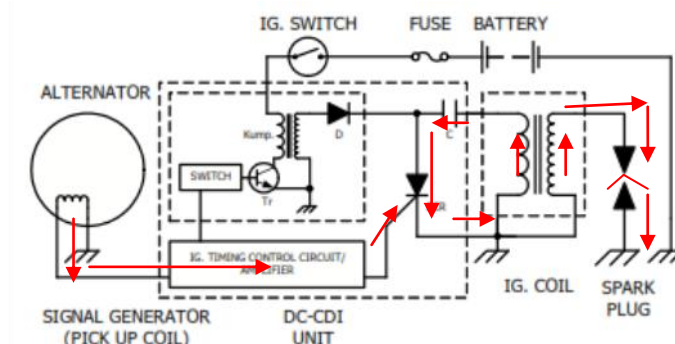 IG. SWITCH
FUSE
BATTERY
ALTERNATOR
Kump.
D
C
SWITCH
Tr
IG. TIMING CONTROL CIRCUIT/
AMPLIFIER
IG. COIL
SPARK
PLUG
SIGNAL GENERATOR
(PICK UP COIL)
DC-CDI
UNIT